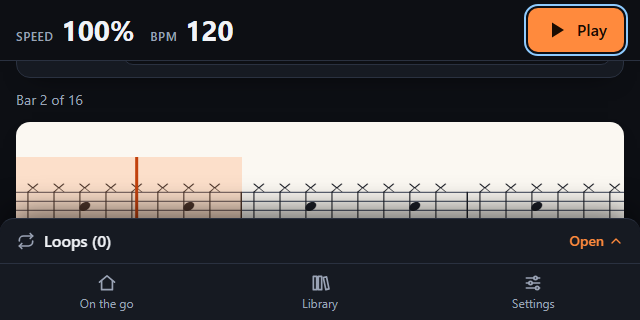 SPEED 100% BPM 120 Play
Bar 2 of 16
Loops (0) Open
On the go Library Settings